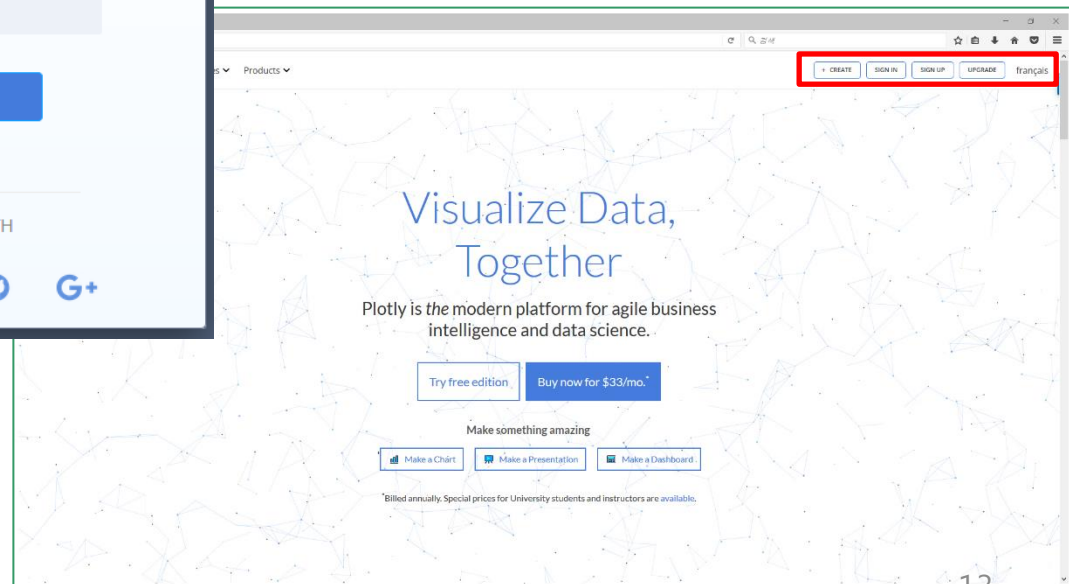 검색
Products
+ CREATE
SIGN IN
SIGN UP
UPGRADE
français
G+
Visualize Data,
Together
Plotly is the modern platform for agile business
intelligence and data science.
Try free edition
Buy now for $33/mo.*
Make something amazing
Make a Chart
Make a Presentation
Make a Dashboard
*Billed annually. Special prices for University students and instructors are available.